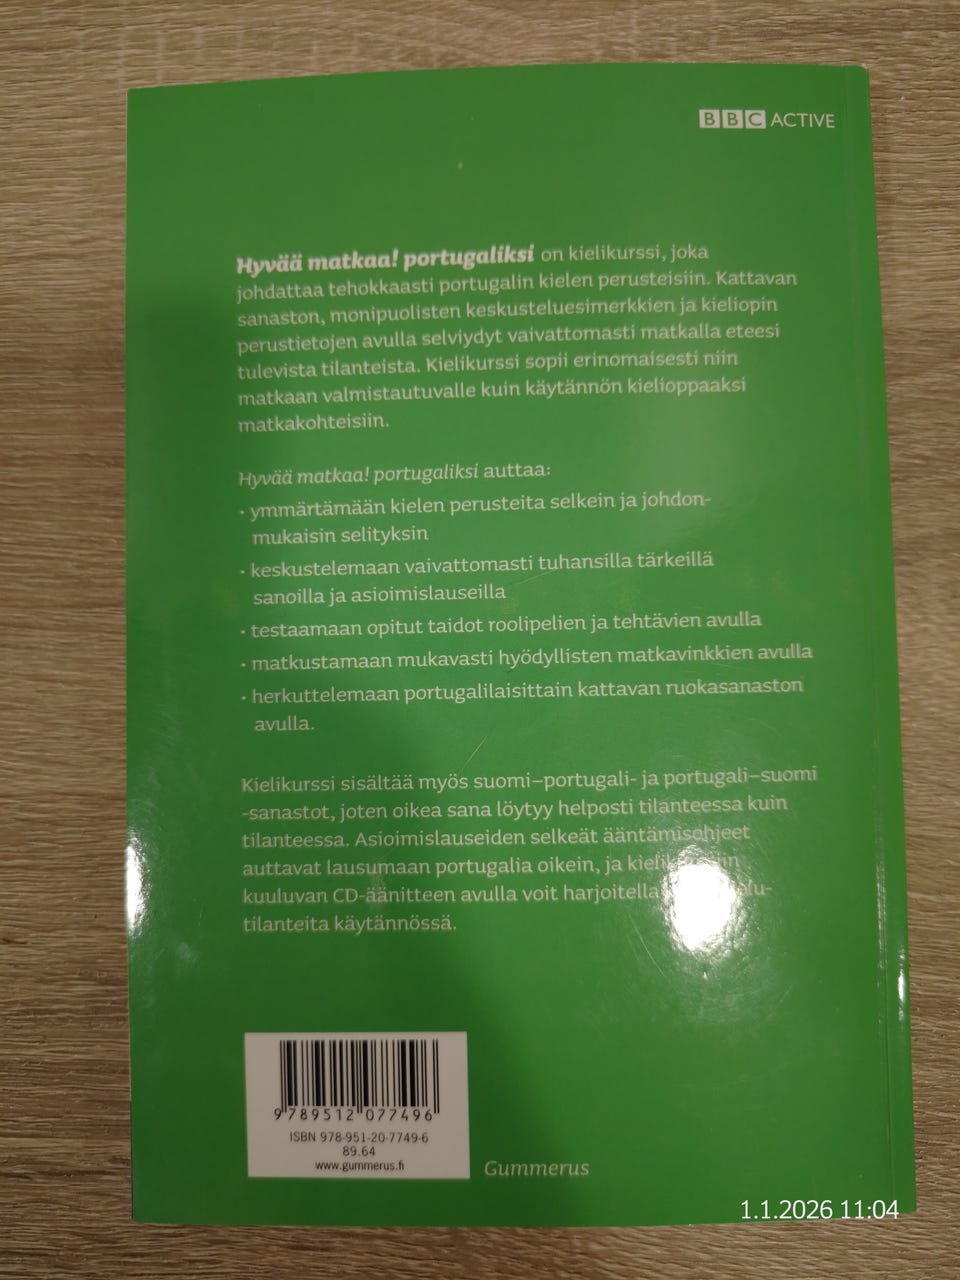 BBC ACTIVE
Hyvää matkaa! portugaliksi on kielikurssi, joka
johdattaa tehokkaasti portugalin kielen perusteisiin. Kattavan
sanaston, monipuolisten keskusteluesimerkkien ja kieliopin
perustietojen avulla selviydyt vaivattomasti matkalla eteesi
tulevista tilanteista. Kielikurssi sopii erinomaisesti niin
matkaan valmistautuvalle kuin käytännön kielioppaaksi
matkakohteisiin.
Hyvää matkaa! portugaliksi auttaa:
• ymmärtämään kielen perusteita selkein ja johdon-
mukaisin selityksin
• keskustelemaan vaivattomasti tuhansilla tärkeillä
sanoilla ja asioimislauseilla
• testaamaan opitut taidot roolipelien ja tehtävien avulla
• matkustamaan mukavasti hyödyllisten matkavinkkien avulla
• herkuttelemaan portugalilaisittain kattavan ruokasanaston
avulla.
Kielikurssi sisältää myös suomi–portugali- ja portugali–suomi
-sanastot, joten oikea sana löytyy helposti tilanteessa kuin
tilanteessa. Asioimislauseiden selkeät ääntämisohjeet
auttavat lausumaan portugalia oikein, ja
kuuluvan CD-äänitteen avulla voit harjoitella
tilanteita käytännössä.
9 789512 077496
ISBN 978-951-20-7749-6
89.64
www.gummerus.fi
Gummerus
1.1.2026 11:04